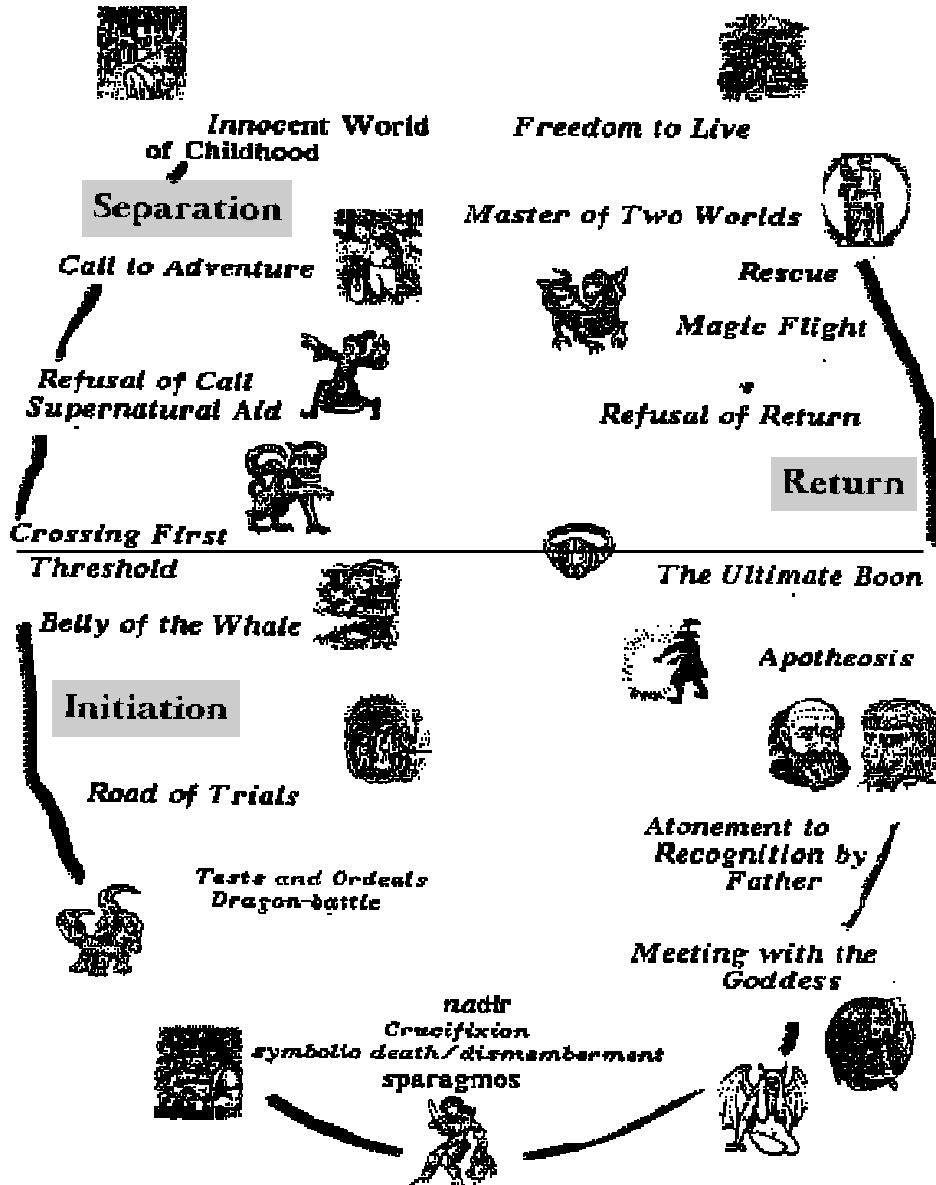 Innocent World
of Childhood
Separation
Call to Adventure
Refusal of Call
Supernatural Aid
Crossing First
Threshold
Belly of the Whale
Initiation
Road of Trials
Tests and Ordeals
Dragon-battle
nadir
Crucifixion
symbolic death/dismemberment
sparagmos
Meeting with the
Goddess
Atonement to
Recognition by
Father
Apotheosis
The Ultimate Boon
Return
Refusal of Return
Magic Flight
Rescue
Master of Two Worlds
Freedom to Live